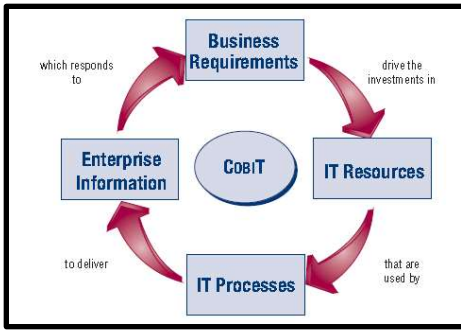 Business
Requirements
drive the
investments in
IT Resources
that are
used by
IT Processes
to deliver
Enterprise
Information
which responds
to
COBIT